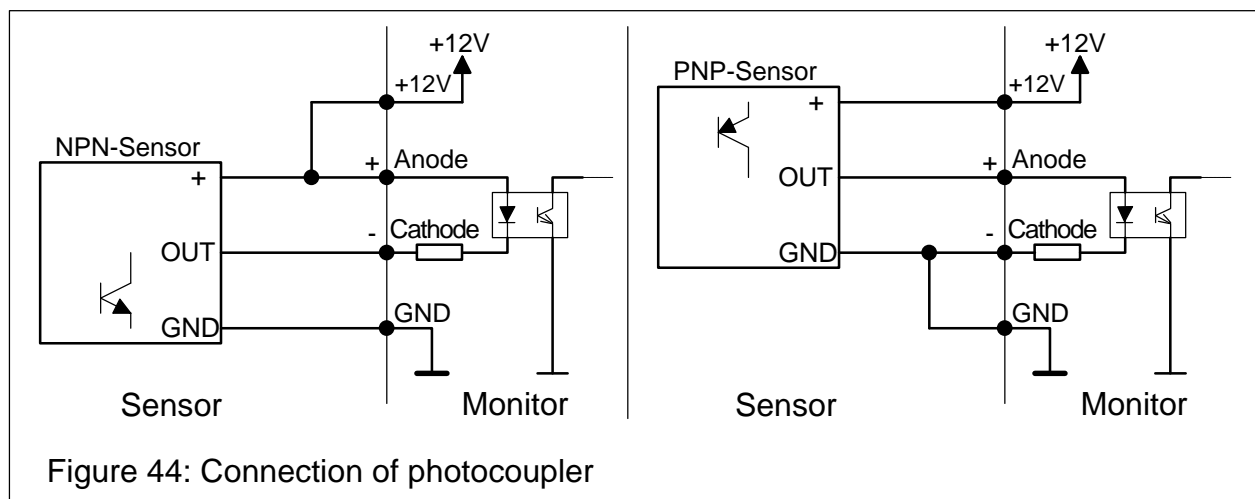 +12V
+12V
NPN-Sensor
+
+
Anode
OUT
-
Cathode
GND
GND
Sensor
Monitor
+12V
PNP-Sensor
+12V
+
+
Anode
OUT
-
Cathode
GND
GND
Sensor
Monitor
Figure 44: Connection of photocoupler